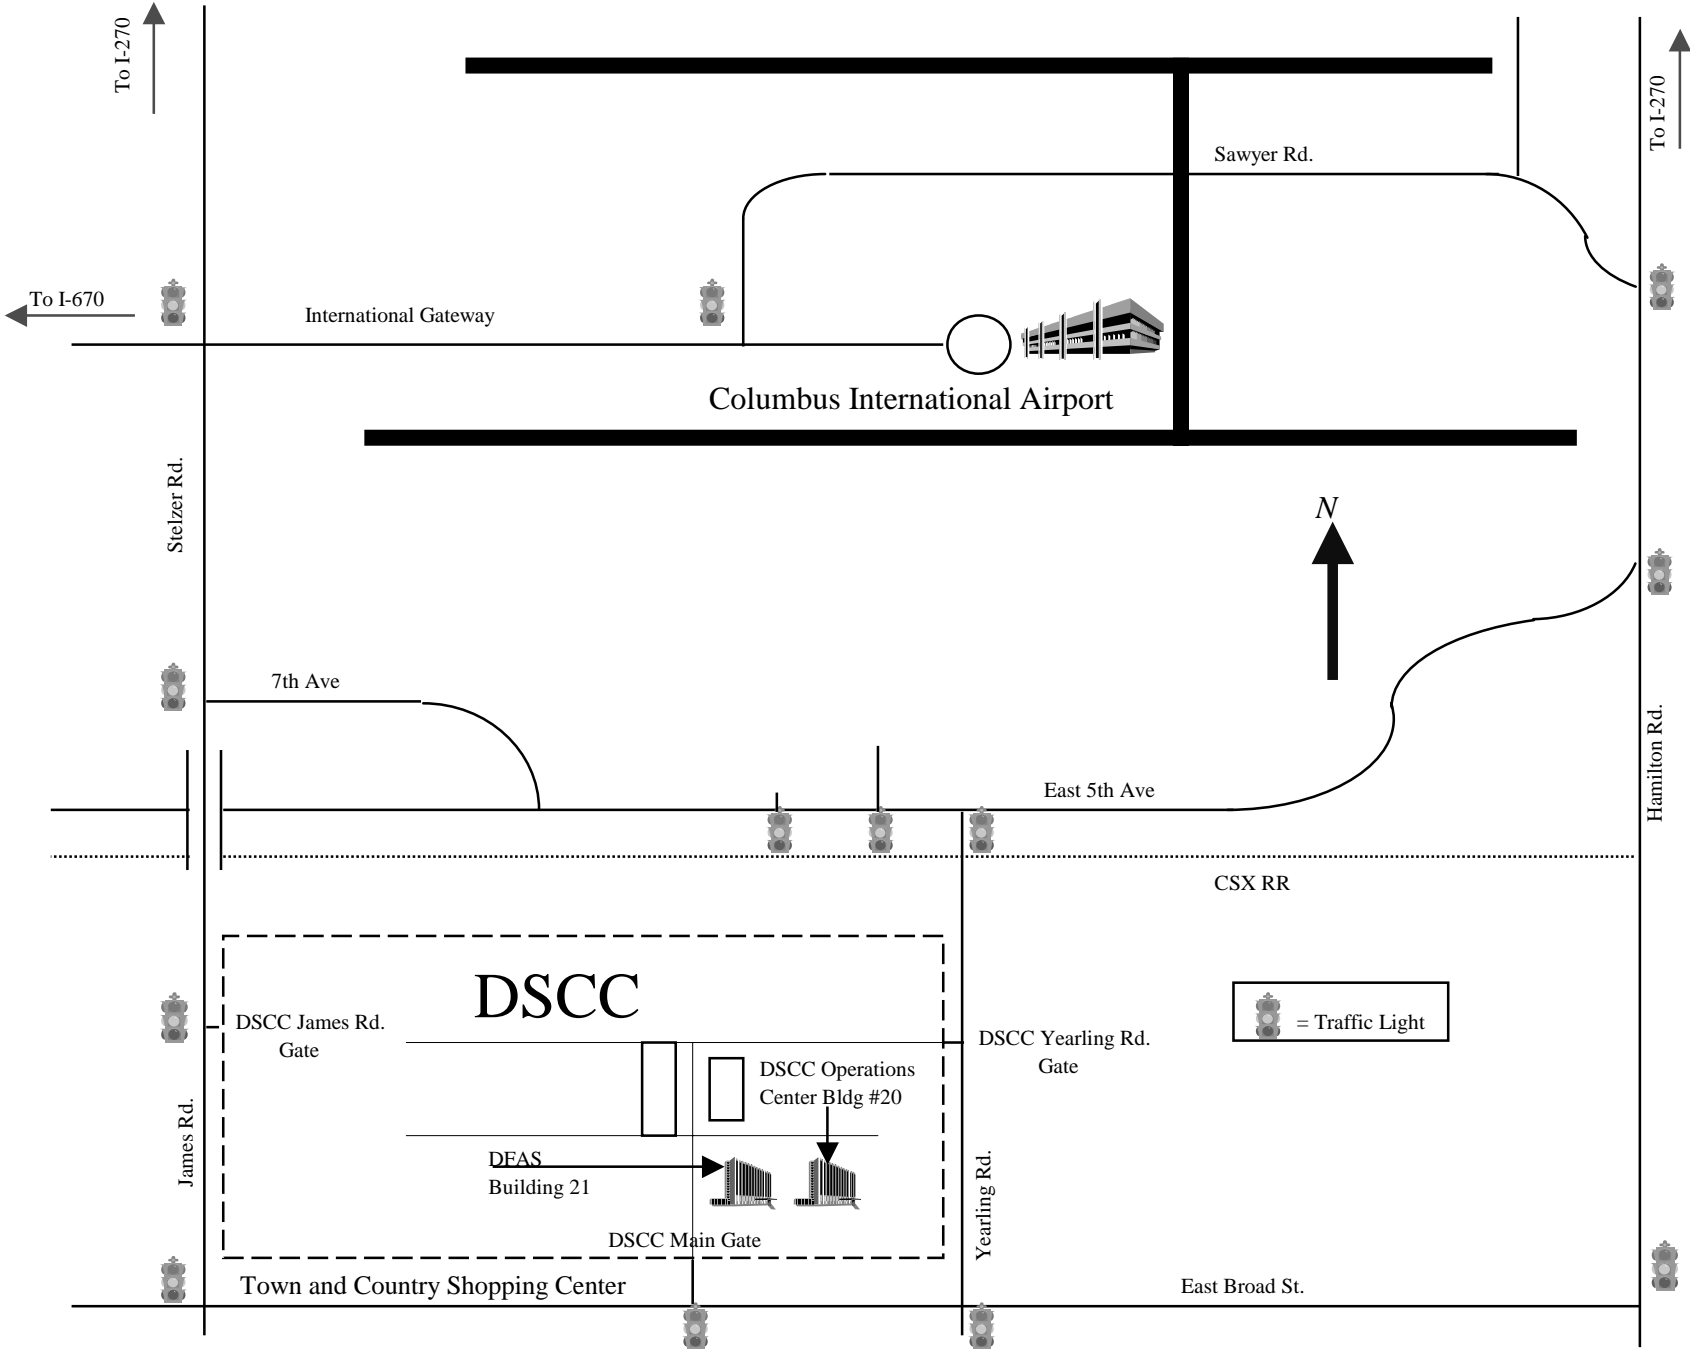 To I-270
To I-270
Sawyer Rd.
To I-670
International Gateway
Columbus International Airport
Stelzer Rd.
N
7th Ave
Hamilton Rd.
East 5th Ave
CSX RR
DSCC
DSCC James Rd.
Gate
= Traffic Light
DSCC Yearling Rd.
Gate
DSCC Operations
Center Bldg #20
James Rd.
DFAS
Building 21
Yearling Rd.
DSCC Main Gate
Town and Country Shopping Center
East Broad St.